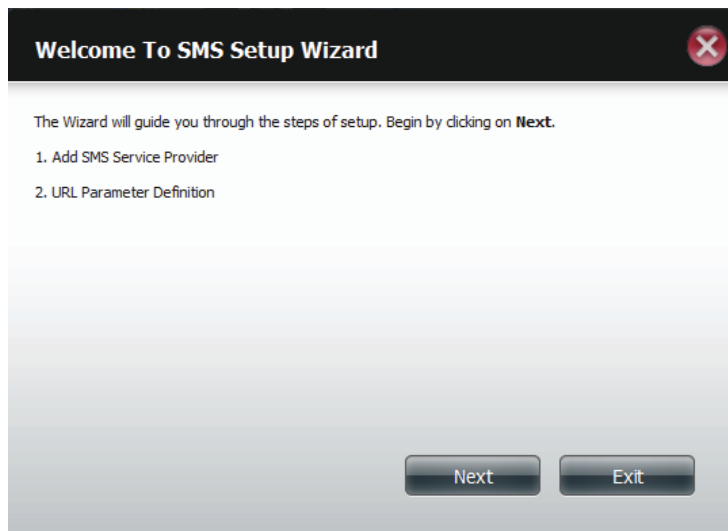 Welcome To SMS Setup Wizard
The Wizard will guide you through the steps of setup. Begin by clicking on Next.
1. Add SMS Service Provider
2. URL Parameter Definition
Next
Exit